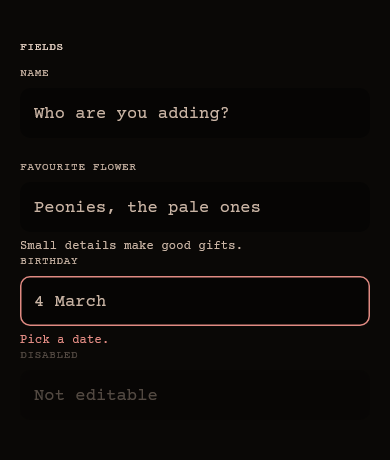 FIELDS
NAME
Who are you adding?
FAVOURITE FLOWER
Peonies, the pale ones
Small details make good gifts.
BIRTHDAY
4 March
Pick a date.
DISABLED
Not editable